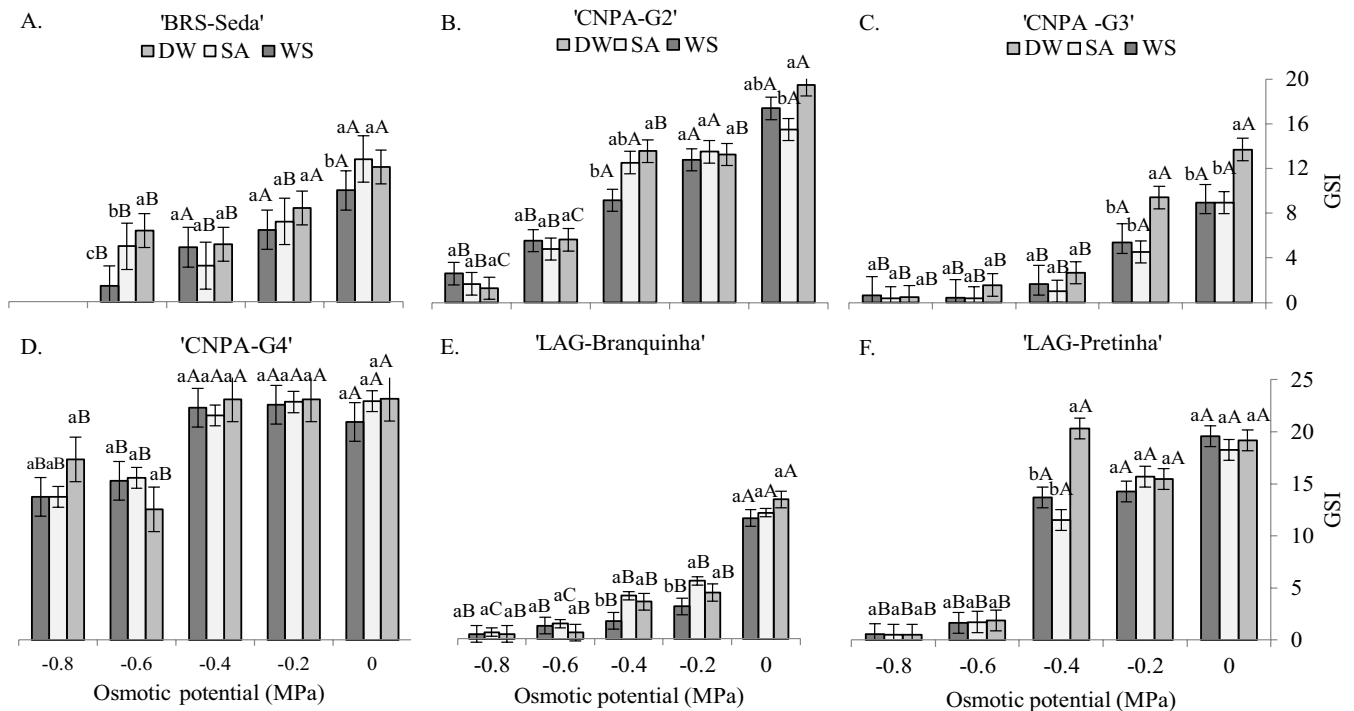 A.
'BRS-Seda'
DW SA WS
cB bB aB aA aB aB aA aB aA bA aA aA
B.
'CNPA-G2'
DW SA WS
aB aB aC aB aB aC bA abA aB aA aA aB abA bA aA
C.
'CNPA -G3'
DW SA WS
aB aB aB aB aB aB aB aB aB bA bA aA bA bA aA
20
16
12
8
4
0
GSI
D.
'CNPA-G4'
aB aB aB aB aB aB aA aA aA aA aA aA aA aA aA
-0.8 -0.6 -0.4 -0.2 0
Osmotic potential (MPa)
E.
'LAG-Branquinha'
aB aC aB aB aC aB bB aB aB bB aB aB aA aA aA
-0.8 -0.6 -0.4 -0.2 0
Osmotic potential (MPa)
F.
'LAG-Pretinha'
aB aB aB aB aB aB bA bA aA aA aA aA aA aA aA
25
20
15
10
5
0
GSI
-0.8 -0.6 -0.4 -0.2 0
Osmotic potential (MPa)